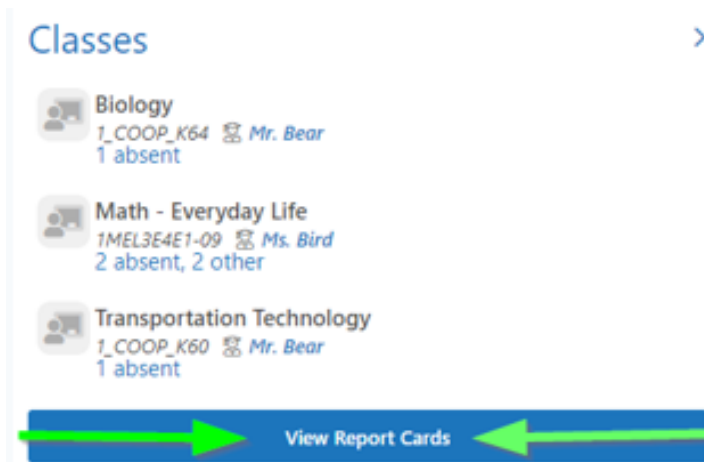 Classes
Biology
1_COOP_K64 Mr. Bear
1 absent
Math - Everyday Life
1MEL3E4E1-09 Ms. Bird
2 absent, 2 other
Transportation Technology
1_COOP_K60 Mr. Bear
1 absent
View Report Cards